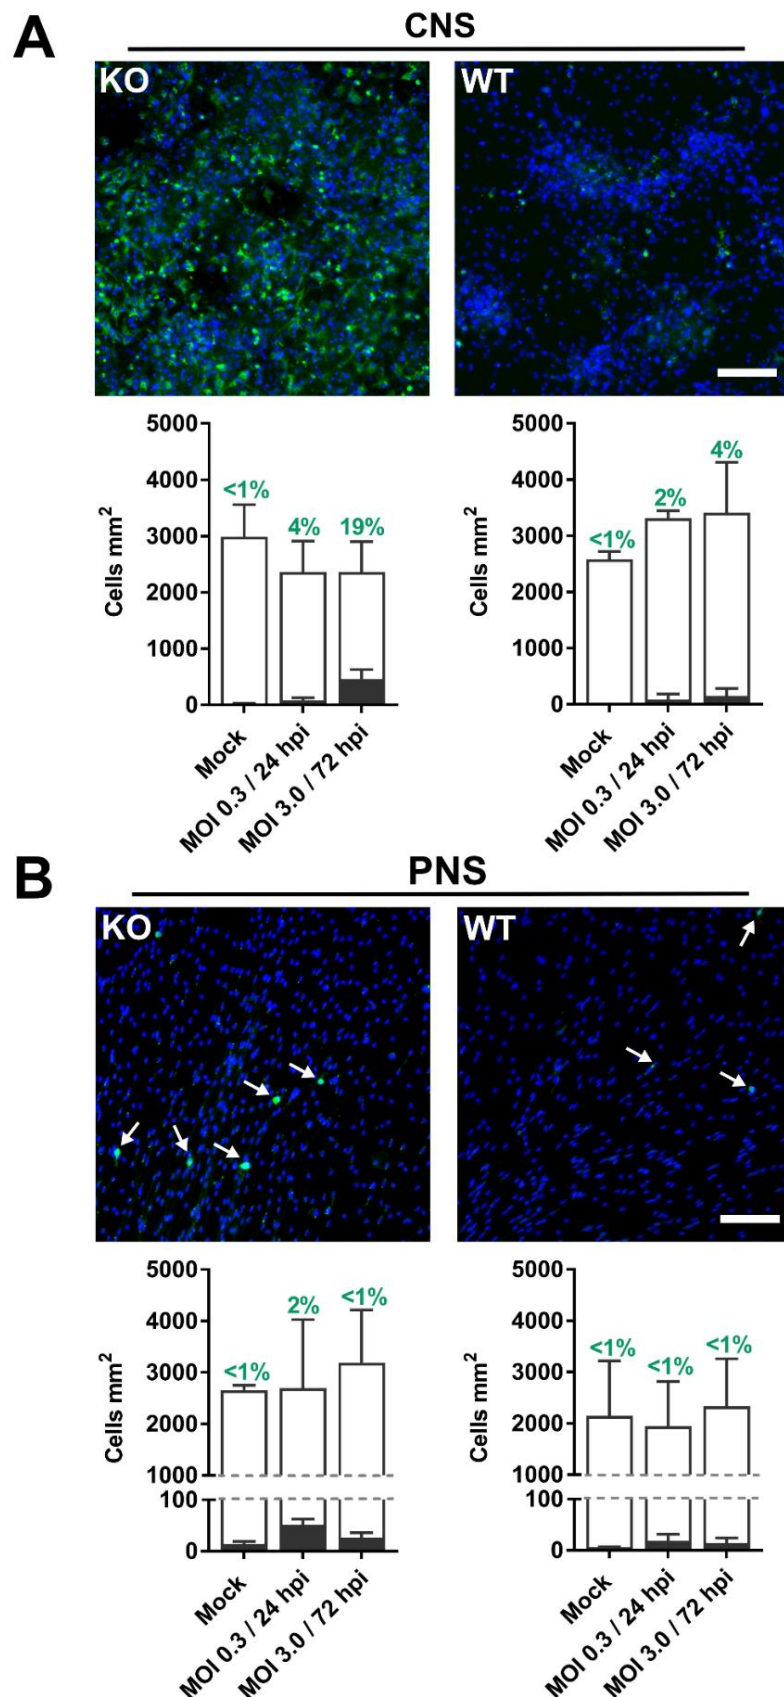 A
CNS
KO
WT
5000
4000
3000
2000
1000
0
Cells mm²
<1%
4%
19%
Mock
MOI 0.3 / 24 hpi
MOI 3.0 / 72 hpi
5000
4000
3000
2000
1000
0
Cells mm²
<1%
2%
4%
Mock
MOI 0.3 / 24 hpi
MOI 3.0 / 72 hpi
B
PNS
KO
WT
5000
4000
3000
2000
1000
100
0
Cells mm²
<1%
2%
<1%
Mock
MOI 0.3 / 24 hpi
MOI 3.0 / 72 hpi
5000
4000
3000
2000
1000
100
0
Cells mm²
<1%
<1%
<1%
Mock
MOI 0.3 / 24 hpi
MOI 3.0 / 72 hpi